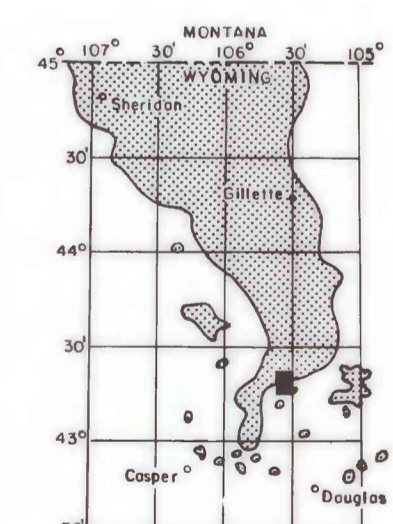 MONTANA
° 107° 30' 106° 30' 105°
45 WYOMING
Sheridan
30'
Gillette
44°
30'
43°
Casper
Douglas